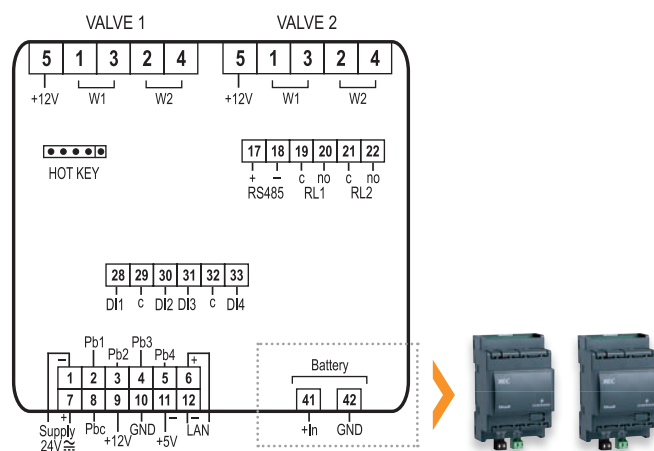 VALVE 1 VALVE 2
5 1 3 2 4 5 1 3 2 4
+12V W1 W2 +12V W1 W2
HOT KEY
17 18 19 20 21 22
+ − c no c no
RS485 RL1 RL2
28 29 30 31 32 33
DI1 c DI2 DI3 c DI4
Pb1 Pb3
− Pb2 Pb4 +
1 2 3 4 5 6
7 8 9 10 11 12
Battery
41 42
+In GND
+ Pbc GND − −
Supply +12V +5V LAN
24V